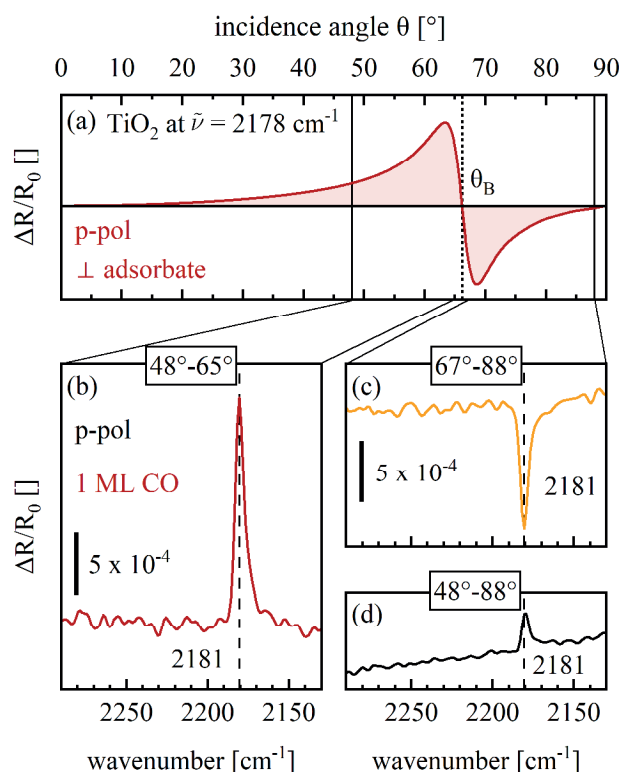 incidence angle θ [°]
0 10 20 30 40 50 60 70 80 90
(a) TiO₂ at ν̃ = 2178 cm⁻¹
ΔR/R₀ []
θ_B
p-pol
⊥ adsorbate
48°-65°
67°-88°
(b)
(c)
p-pol
1 ML CO
5 x 10⁻⁴
2181
ΔR/R₀ []
5 x 10⁻⁴
48°-88°
(d)
2181
2181
2250 2200 2150
2250 2200 2150
wavenumber [cm⁻¹]
wavenumber [cm⁻¹]